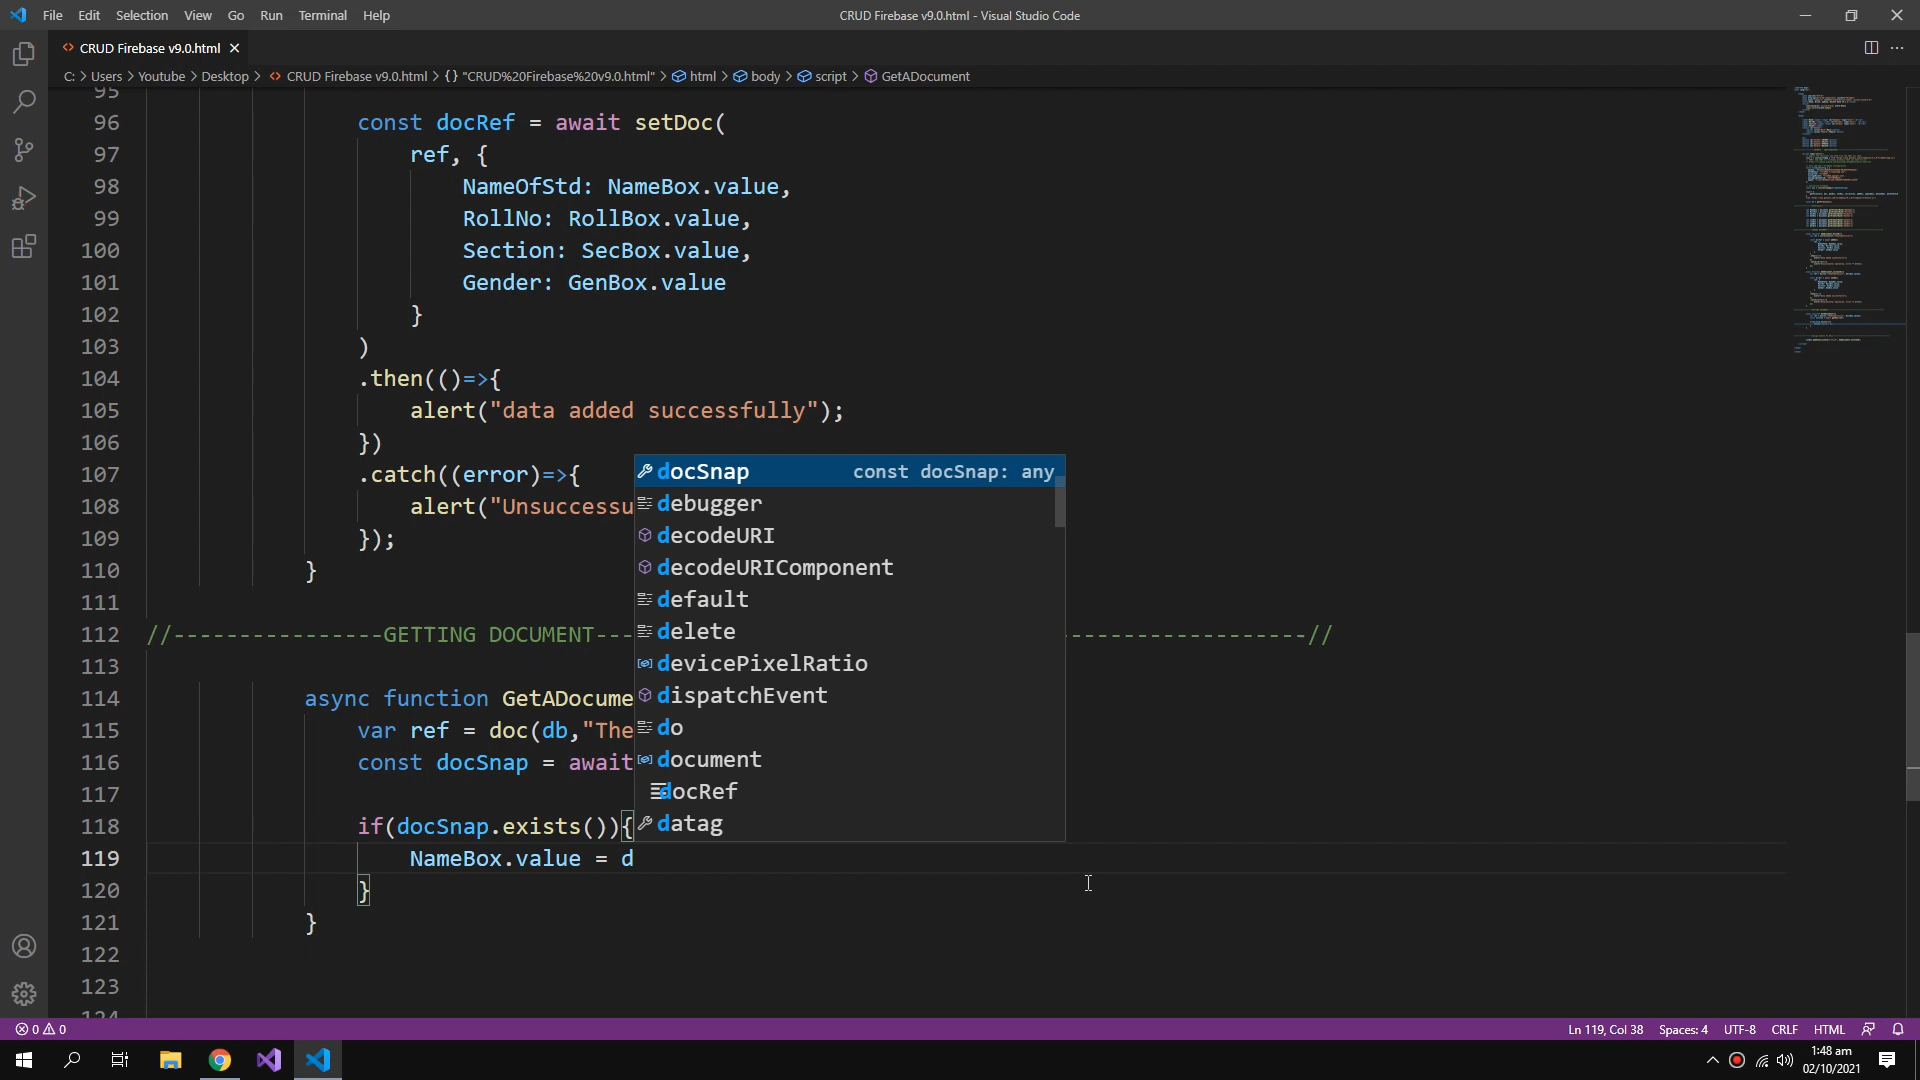 File Edit Selection View Go Run Terminal Help
CRUD Firebase v9.0.html - Visual Studio Code
CRUD Firebase v9.0.html
C: > Users > Youtube > Desktop > CRUD Firebase v9.0.html > {} "CRUD%20Firebase%20v9.0.html" > html > body > script > GetADocument
95
96 const docRef = await setDoc(
97 ref, {
98 NameOfStd: NameBox.value,
99 RollNo: RollBox.value,
100 Section: SecBox.value,
101 Gender: GenBox.value
102 }
103 )
104 .then(()=>{
105 alert("data added successfully");
106 })
107 .catch((error)=>{
108 alert("Unsuccessu
109 });
110 }
111
112 //----------------GETTING DOCUMENT---------------------//
113
114 async function GetADocume
115 var ref = doc(db,"The
116 const docSnap = await
117
118 if(docSnap.exists()){
119 NameBox.value = d
120 }
121 }
122
123
124
docSnap const docSnap: any
debugger
decodeURI
decodeURIComponent
default
delete
devicePixelRatio
dispatchEvent
do
document
docRef
datag
0 0
Ln 119, Col 38 Spaces: 4 UTF-8 CRLF HTML
1:48 am
02/10/2021